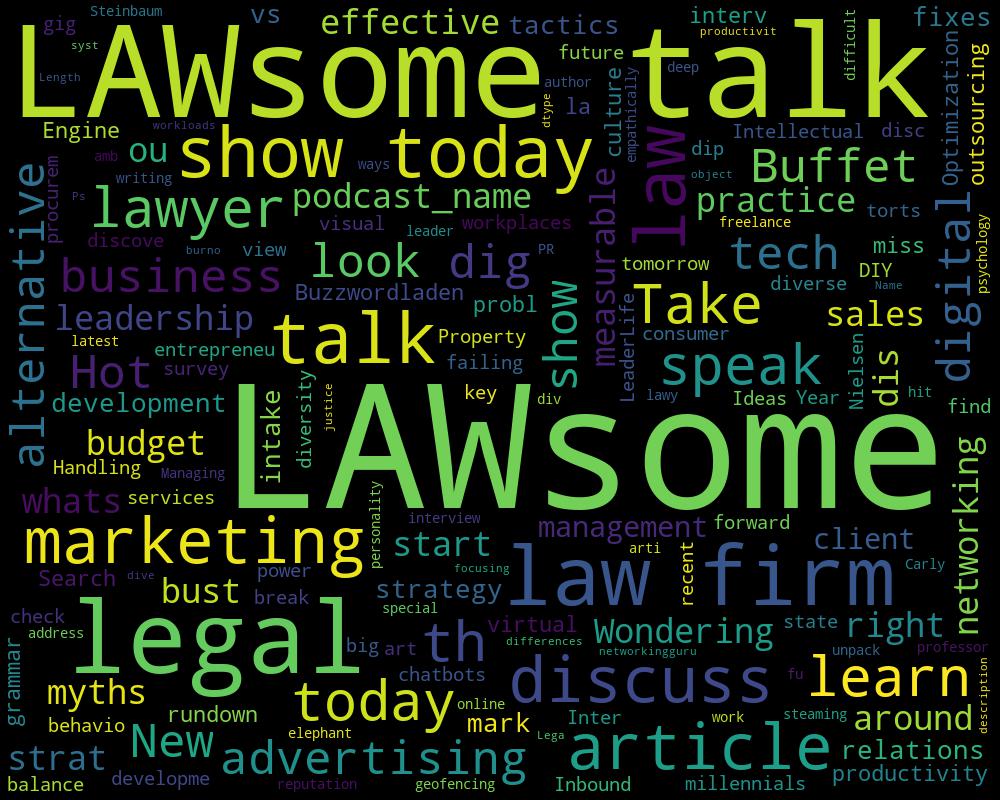 Steinbaum
gig
vs
effective
tactics
interv
productivit
difficult
fixes
syst
LAWsome talk
future
Length
author
deep
dtype
la
culture
empathically
Optimization
outsourcing
Engine
workloads
Intellectual
disc
amb
ou
show today
ways
law
dip
Buffet
procurem
writing
object
alternative
Ps
lawyer
podcast_name
measurable
practice
torts
freelance
digital
psychology
discove
visual
leader
workplaces
burno
view
look
dig
PR
tech
miss
business
tomorrow
DIY
diverse
Name
Buzzwordladen
probl
show
Take
sales
leadership
talk
Property
LeaderLife
consumer
latest
entrepreneu
failing
speak
Nielsen
dis
Hot
survey
key
div
lawy
Ideas
Year
hit
find
development
intake
diversity
justice
LAWsome
budget
Handling
Managing
whats
services
personality
networking
marketing
interview
management
forward
start
law firm
arti
recent
client
Carly
Search
dive
power
focusing
bust
break
strategy
special
check
address
legal
big
art
th
virtual
differences
Wondering
networkingguru
state
right
unpack
professor
grammar
chatbots
discuss
fu
learn
description
myths
today
online
behavio
rundown
elephant
mark
Lega
Inter
work
steaming
around
New
strat
advertising
article
relations
balance
developme
reputation
geofencing
Inbound
millennials
productivity